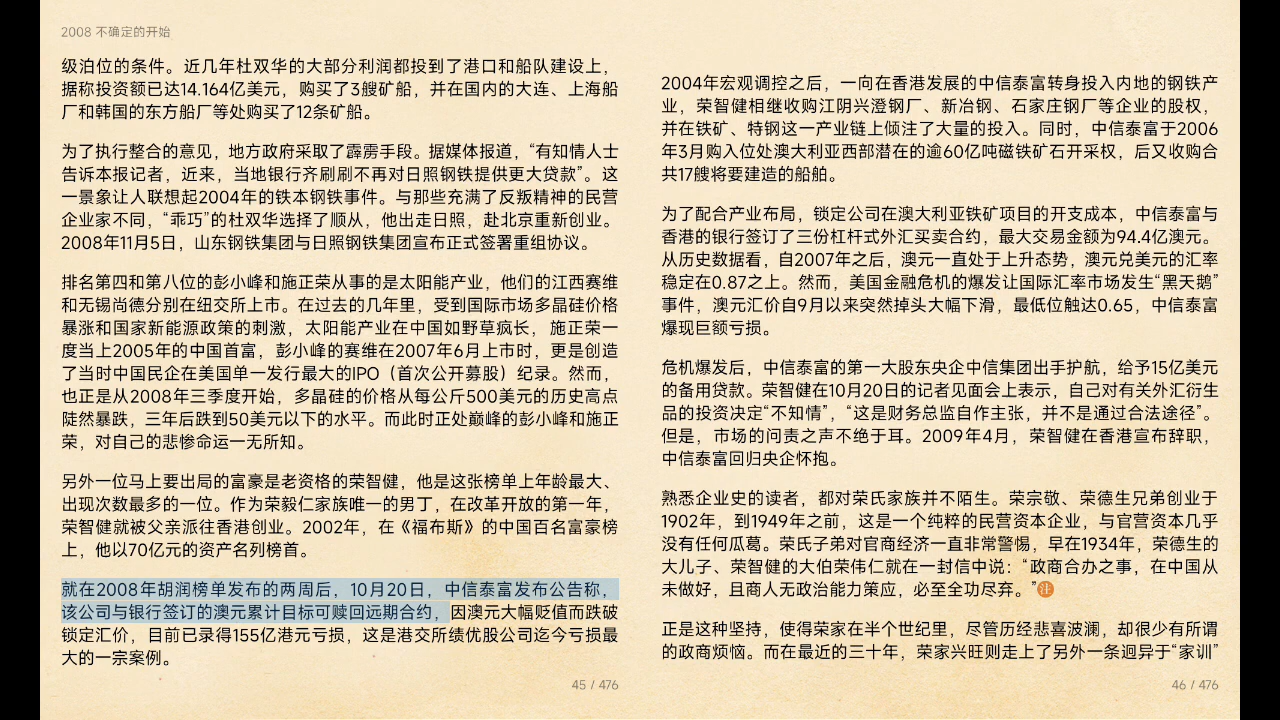 2008 不确定的开始
级泊位的条件。近几年杜双华的大部分利润都投到了港口和船队建设上，
据称投资额已达14.164亿美元，购买了3艘矿船，并在国内的大连、上海船
厂和韩国的东方船厂等处购买了12条矿船。
为了执行整合的意见，地方政府采取了霹雳手段。据媒体报道，“有知情人士
告诉本报记者，近来，当地银行齐刷刷不再对日照钢铁提供更大贷款”。这
一景象让人联想起2004年的铁本钢铁事件。与那些充满了反叛精神的民营
企业家不同，“乖巧”的杜双华选择了顺从，他出走日照，赴北京重新创业。
2008年11月5日，山东钢铁集团与日照钢铁集团宣布正式签署重组协议。
排名第四和第八位的彭小峰和施正荣从事的是太阳能产业，他们的江西赛维
和无锡尚德分别在纽交所上市。在过去的几年里，受到国际市场多晶硅价格
暴涨和国家新能源政策的刺激，太阳能产业在中国如野草疯长，施正荣一
度当上2005年的中国首富，彭小峰的赛维在2007年6月上市时，更是创造
了当时中国民企在美国单一发行最大的IPO（首次公开募股）纪录。然而，
也正是从2008年三季度开始，多晶硅的价格从每公斤500美元的历史高点
陡然暴跌，三年后跌到50美元以下的水平。而此时正处巅峰的彭小峰和施正
荣，对自己的悲惨命运一无所知。
另外一位马上要出局的富豪是老资格的荣智健，他是这张榜单上年龄最大、
出现次数最多的一位。作为荣毅仁家族唯一的男丁，在改革开放的第一年，
荣智健就被父亲派往香港创业。2002年，在《福布斯》的中国百名富豪榜
上，他以70亿元的资产名列榜首。
就在2008年胡润榜单发布的两周后，10月20日，中信泰富发布公告称，
该公司与银行签订的澳元累计目标可赎回远期合约，因澳元大幅贬值而跌破
锁定汇价，目前已录得155亿港元亏损，这是港交所绩优股公司迄今亏损最
大的一宗案例。
45 / 476
2004年宏观调控之后，一向在香港发展的中信泰富转身投入内地的钢铁产
业，荣智健相继收购江阴兴澄钢厂、新冶钢、石家庄钢厂等企业的股权，
并在铁矿、特钢这一产业链上倾注了大量的投入。同时，中信泰富于2006
年3月购入位处澳大利亚西部潜在的逾60亿吨磁铁矿石开采权，后又收购合
共17艘将要建造的船舶。
为了配合产业布局，锁定公司在澳大利亚铁矿项目的开支成本，中信泰富与
香港的银行签订了三份杠杆式外汇买卖合约，最大交易金额为94.4亿澳元。
从历史数据看，自2007年之后，澳元一直处于上升态势，澳元兑美元的汇率
稳定在0.87之上。然而，美国金融危机的爆发让国际汇率市场发生“黑天鹅”
事件，澳元汇价自9月以来突然掉头大幅下滑，最低位触达0.65，中信泰富
爆现巨额亏损。
危机爆发后，中信泰富的第一大股东央企中信集团出手护航，给予15亿美元
的备用贷款。荣智健在10月20日的记者见面会上表示，自己对有关外汇衍生
品的投资决定“不知情”，“这是财务总监自作主张，并不是通过合法途径”。
但是，市场的问责之声不绝于耳。2009年4月，荣智健在香港宣布辞职，
中信泰富回归央企怀抱。
熟悉企业史的读者，都对荣氏家族并不陌生。荣宗敬、荣德生兄弟创业于
1902年，到1949年之前，这是一个纯粹的民营资本企业，与官营资本几乎
没有任何瓜葛。荣氏子弟对官商经济一直非常警惕，早在1934年，荣德生的
大儿子、荣智健的大伯荣伟仁就在一封信中说：“政商合办之事，在中国从
未做好，且商人无政治能力策应，必至全功尽弃。”注
正是这种坚持，使得荣家在半个世纪里，尽管历经悲喜波澜，却很少有所谓
的政商烦恼。而在最近的三十年，荣家兴旺则走上了另外一条迥异于“家训”
46 / 476